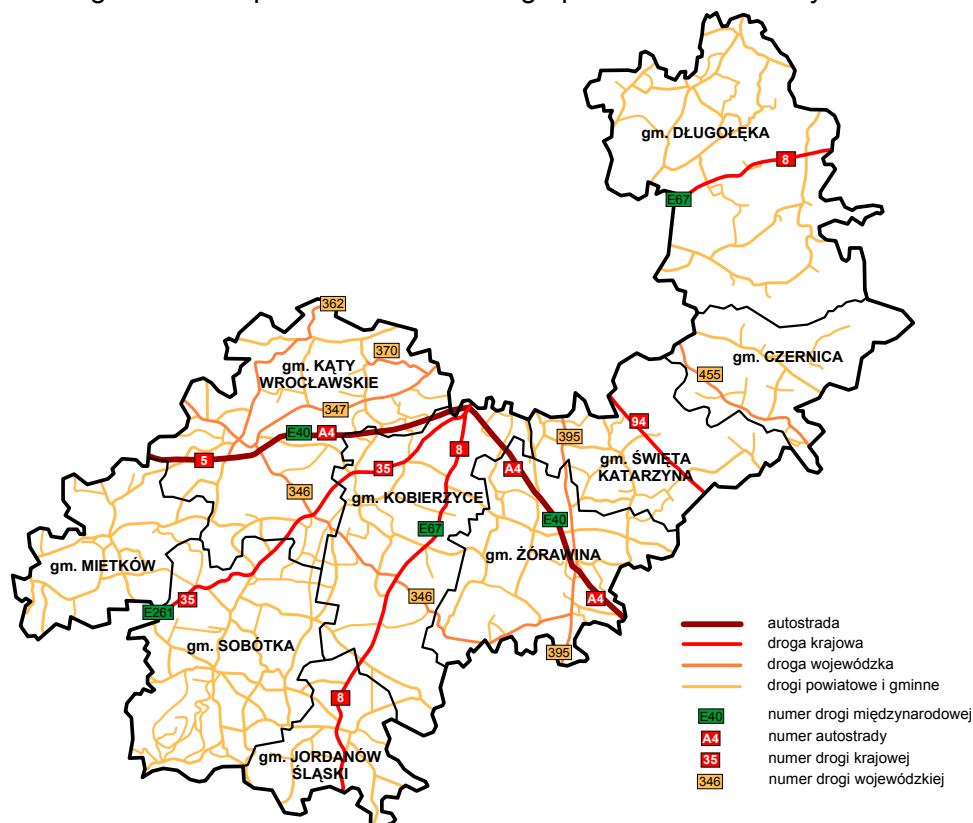 gm. DŁUGOŁĘKA
8
E67
362
gm. CZERNICA
370
gm. KĄTY
WROCŁAWSKIE
455
347
94
E40
A4
395
8
5
35
A4
gm. ŚWIĘTA
KATARZYNA
346
gm. KOBIERZYCE
E40
E67
gm. ŻÓRAWINA
gm. MIETKÓW
35
346
A4
E261
gm. SOBÓTKA
395
8
gm. JORDANÓW
ŚLĄSKI
autostrada
droga krajowa
droga wojewódzka
drogi powiatowe i gminne
E40 numer drogi międzynarodowej
A4 numer autostrady
35 numer drogi krajowej
346 numer drogi wojewódzkiej